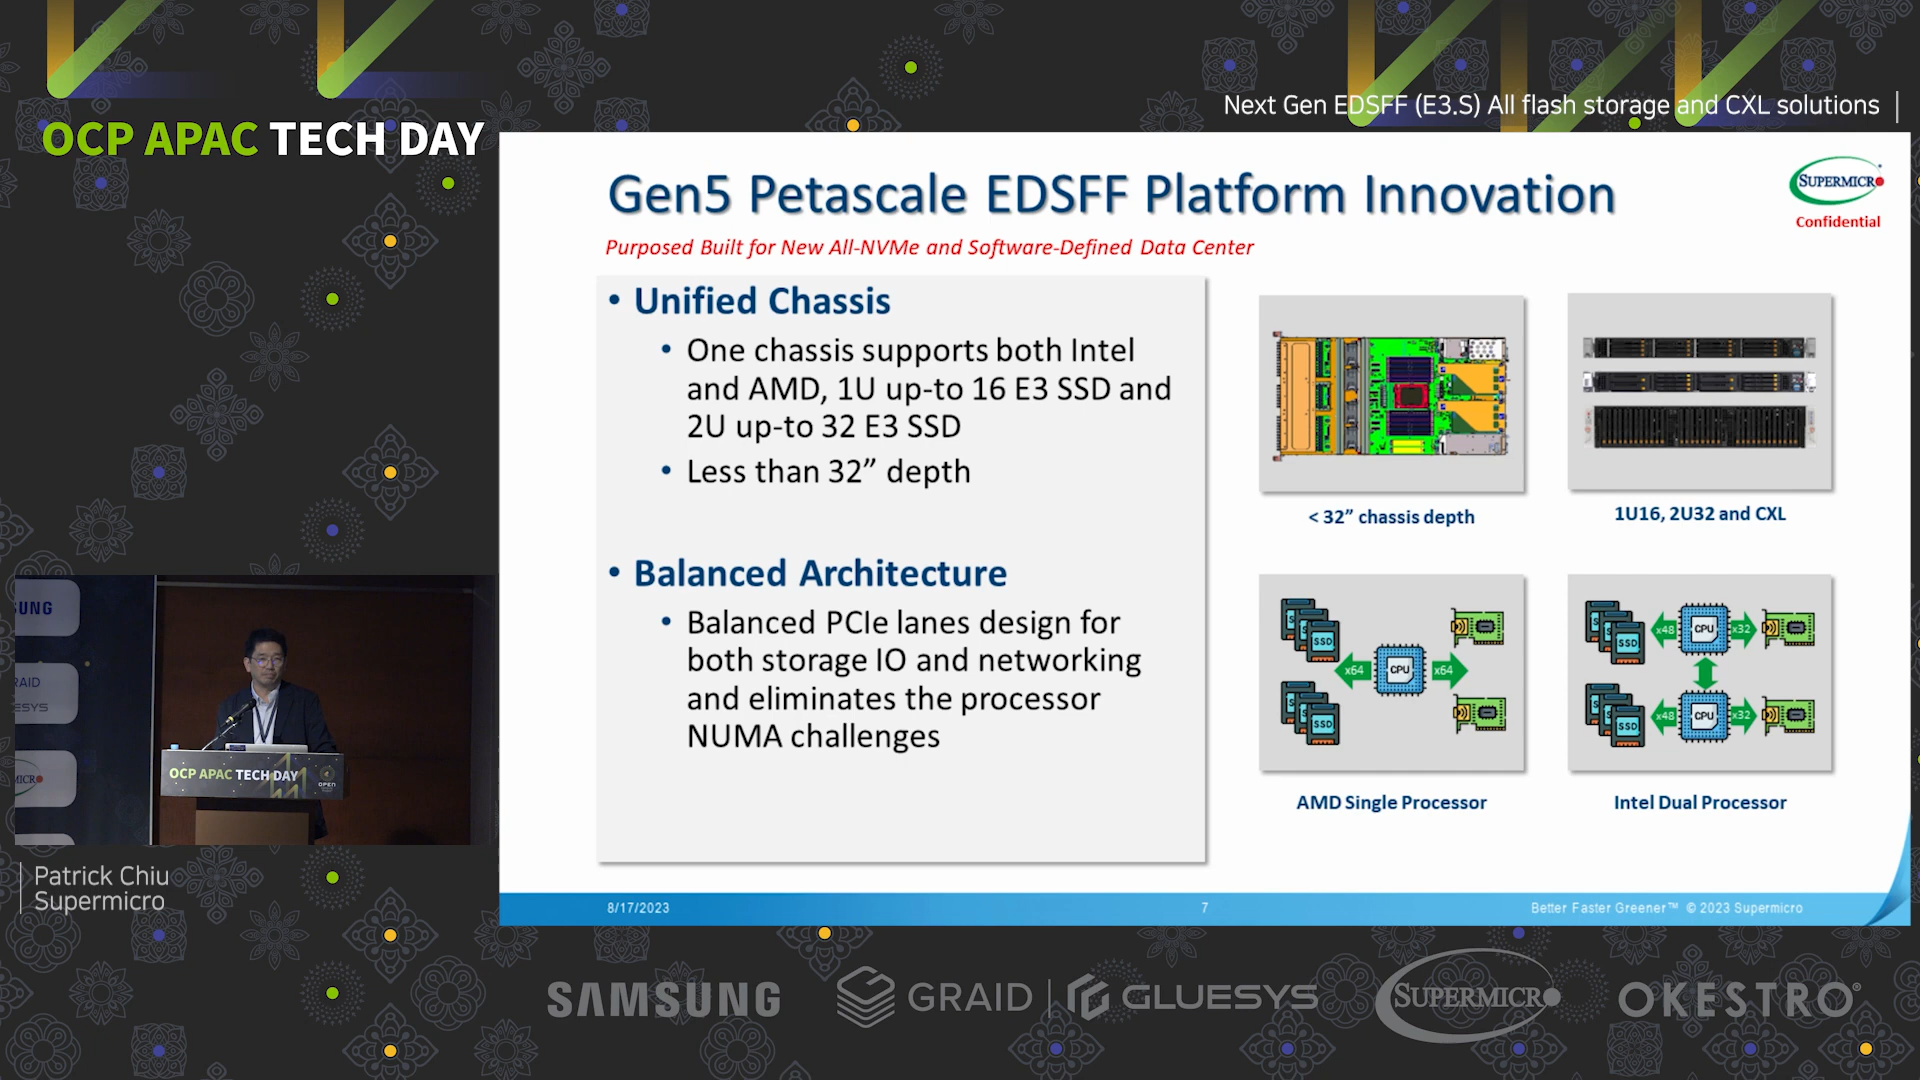 OCP APAC TECH DAY
Next Gen EDSFF (E3.S) All flash storage and CXL solutions
Gen5 Petascale EDSFF Platform Innovation
SUPERMICRO
Confidential
Purposed Built for New All-NVMe and Software-Defined Data Center
• Unified Chassis
• One chassis supports both Intel
and AMD, 1U up-to 16 E3 SSD and
2U up-to 32 E3 SSD
• Less than 32” depth
• Balanced Architecture
• Balanced PCIe lanes design for
both storage IO and networking
and eliminates the processor
NUMA challenges
< 32” chassis depth
1U16, 2U32 and CXL
SSD
SSD
x64
CPU
x64
AMD Single Processor
SSD
x48
CPU
x32
SSD
x48
CPU
x32
Intel Dual Processor
8/17/2023
7
Better Faster Greener™ © 2023 Supermicro
SUNG
RAID
ESYS
MICRO
OCP APAC TECH DAY
OPEN
Patrick Chiu
Supermicro
SAMSUNG
GRAID
GLUESYS
SUPERMICRO
OKESTRO